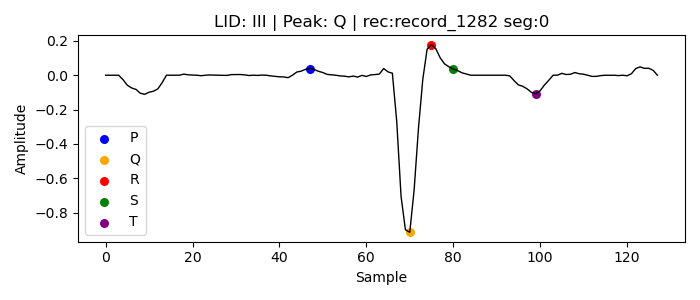 LID: III | Peak: Q | rec:record_1282 seg:0
Amplitude
0.2
0.0
−0.2
−0.4
−0.6
−0.8
P
Q
R
S
T
0 20 40 60 80 100 120
Sample